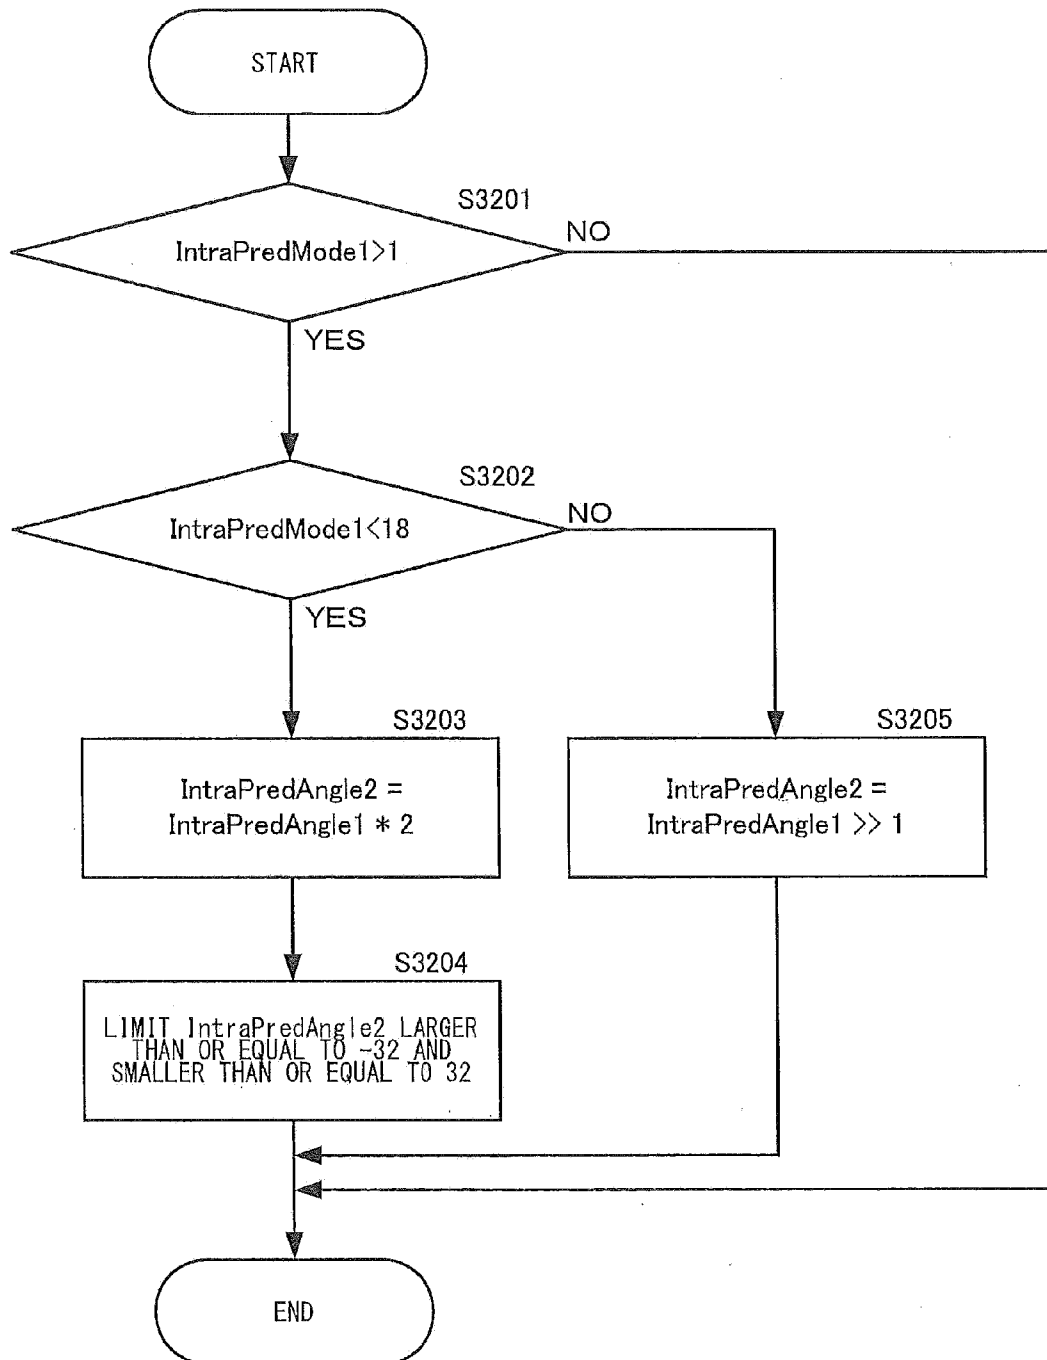 START
S3201
IntraPredMode1>1
NO
YES
S3202
IntraPredMode1<18
NO
YES
S3203
IntraPredAngle2 =
IntraPredAngle1 * 2
S3205
IntraPredAngle2 =
IntraPredAngle1 >> 1
S3204
LIMIT IntraPredAngle2 LARGER
THAN OR EQUAL TO -32 AND
SMALLER THAN OR EQUAL TO 32
END